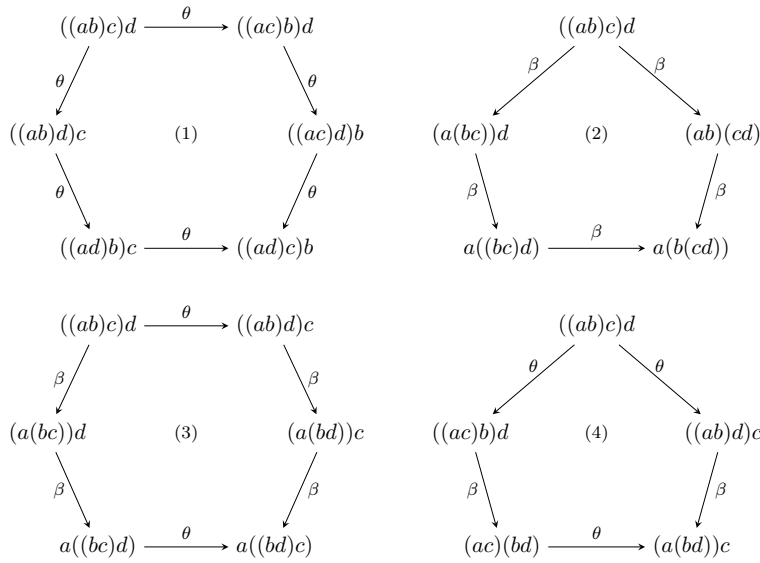 ((ab)c)d θ ((ac)b)d
θ θ
((ab)d)c (1) ((ac)d)b
θ θ
((ad)b)c θ ((ad)c)b
((ab)c)d
β β
(a(bc))d (2) (ab)(cd)
β β
a((bc)d) β a(b(cd))
((ab)c)d θ ((ab)d)c
β β
(a(bc))d (3) (a(bd))c
β β
a((bc)d) θ a((bd)c)
((ab)c)d
θ θ
((ac)b)d (4) ((ab)d)c
β β
(ac)(bd) θ (a(bd))c